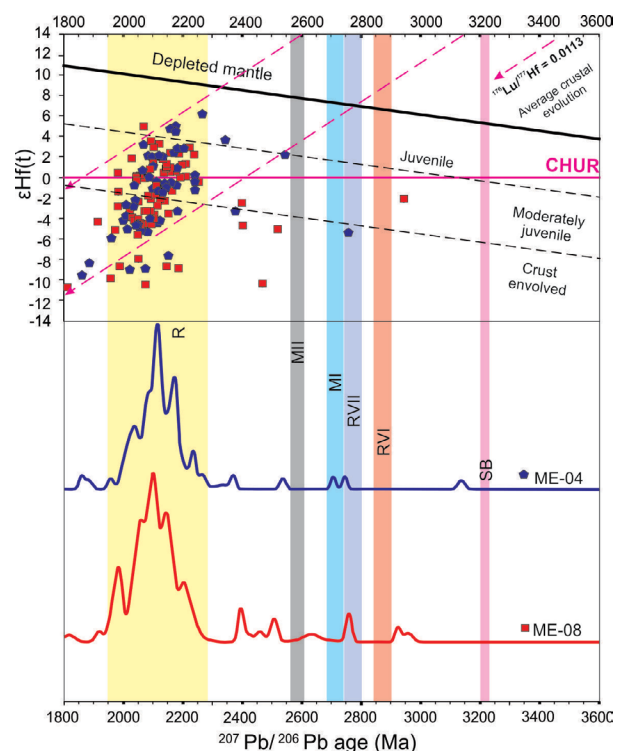 1800 2000 2200 2400 2600 2800 3000 3200 3400 3600
14
12
10
8
6
4
2
0
-2
-4
-6
-8
-10
-12
-14
εHf(t)
Depleted mantle
¹⁷⁶Lu/¹⁷⁷Hf = 0.0113
Average crustal
evolution
Juvenile
CHUR
Moderately
juvenile
Crust
envolved
R
MII
MI
RVII
RVI
SB
ME-04
ME-08
1800 2000 2200 2400 2600 2800 3000 3200 3400 3600
²⁰⁷Pb/ ²⁰⁶Pb age (Ma)